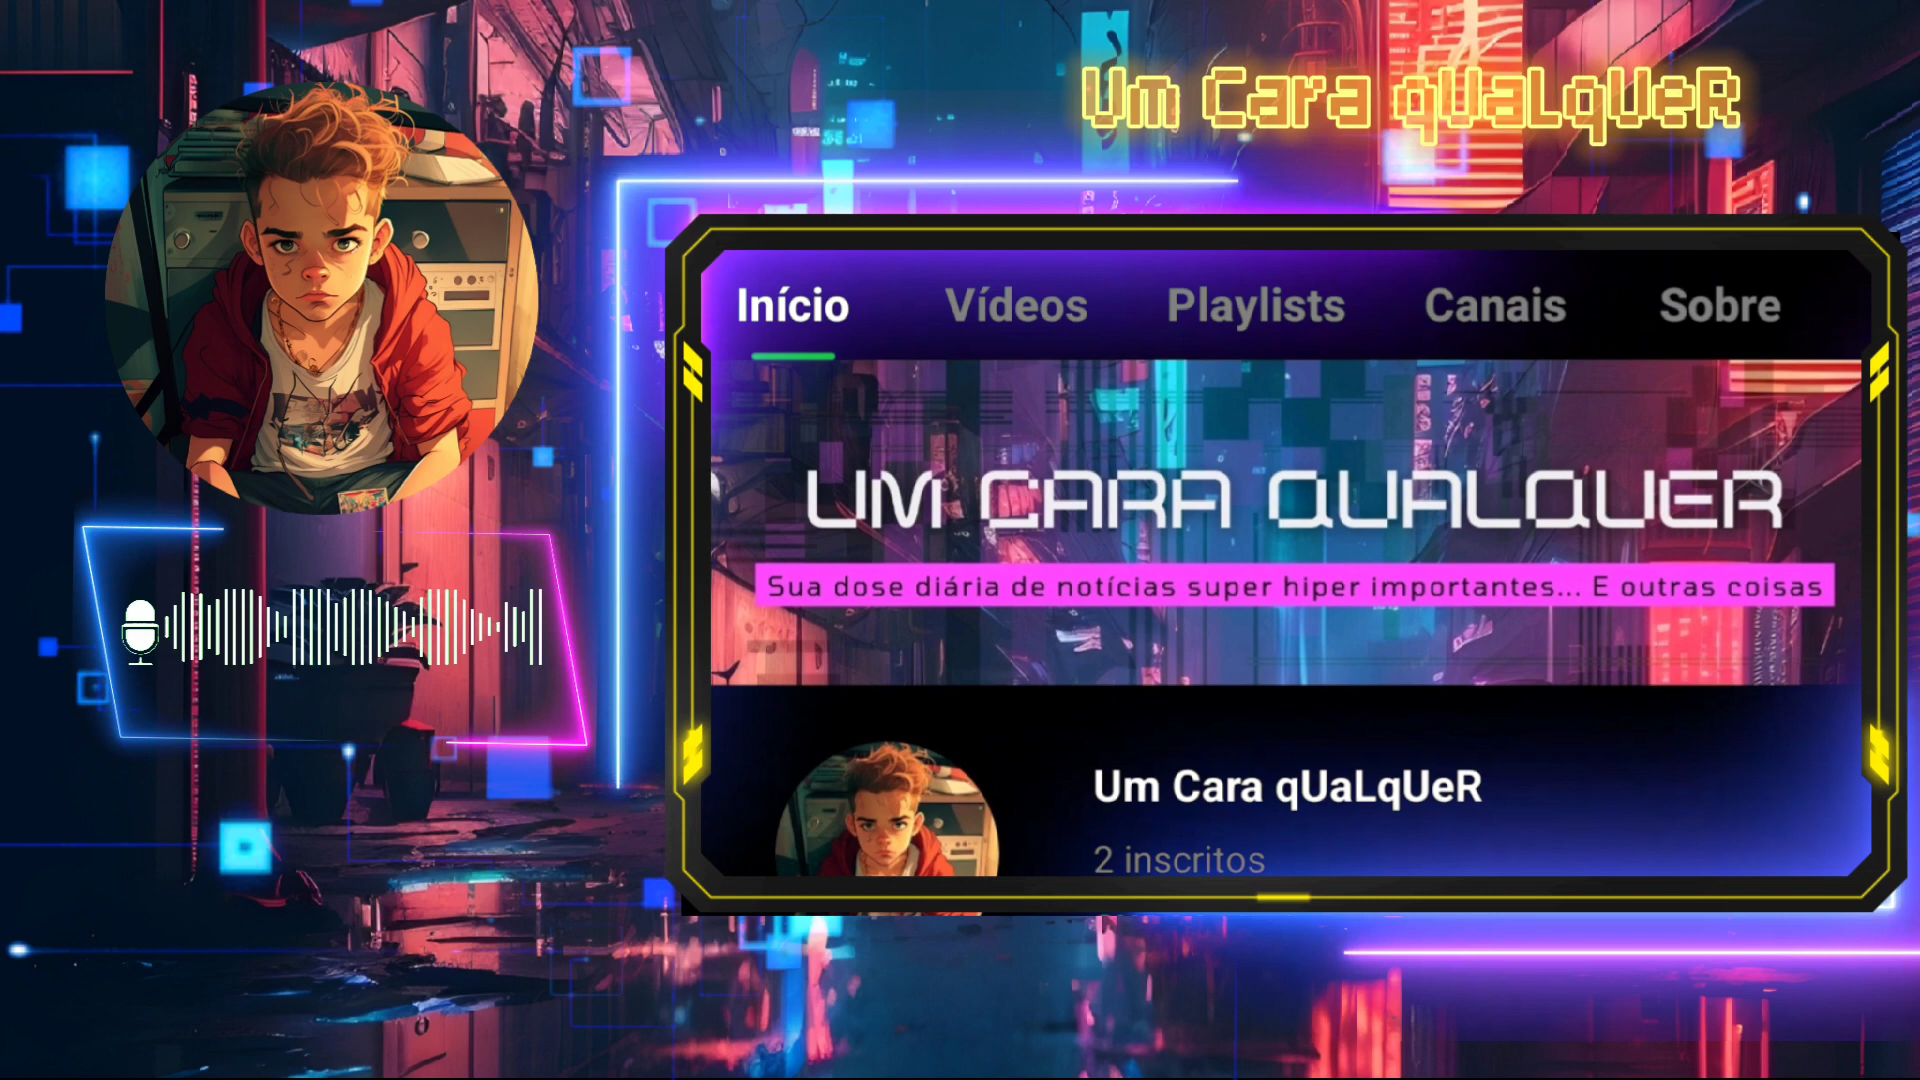 Um Cara qUaLqUeR
Início Vídeos Playlists Canais Sobre
UM CARA QUALQUER
Sua dose diária de notícias super hiper importantes... E outras coisas
Um Cara qUaLqUeR
2 inscritos